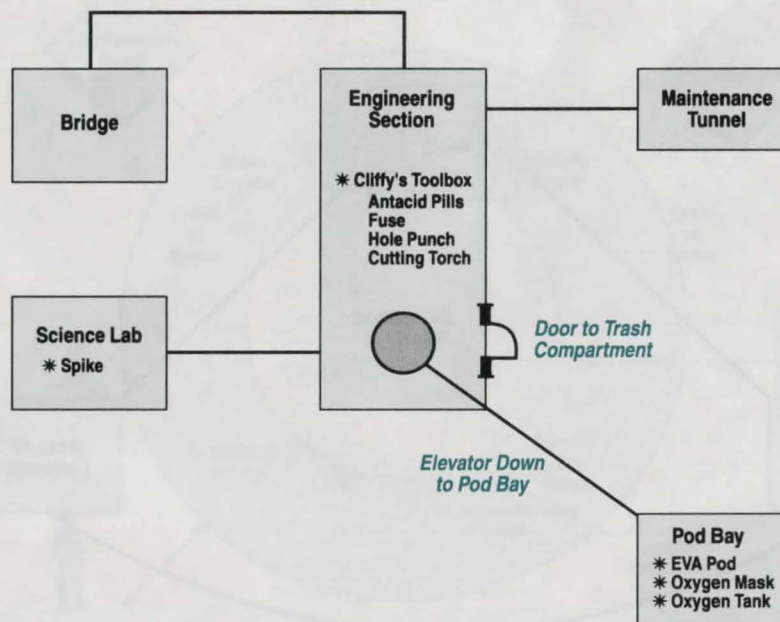 Bridge
Engineering
Section
Maintenance
Tunnel
✳ Cliffy's Toolbox
Antacid Pills
Fuse
Hole Punch
Cutting Torch
Science Lab
✳ Spike
Door to Trash
Compartment
Elevator Down
to Pod Bay
Pod Bay
✳ EVA Pod
✳ Oxygen Mask
✳ Oxygen Tank